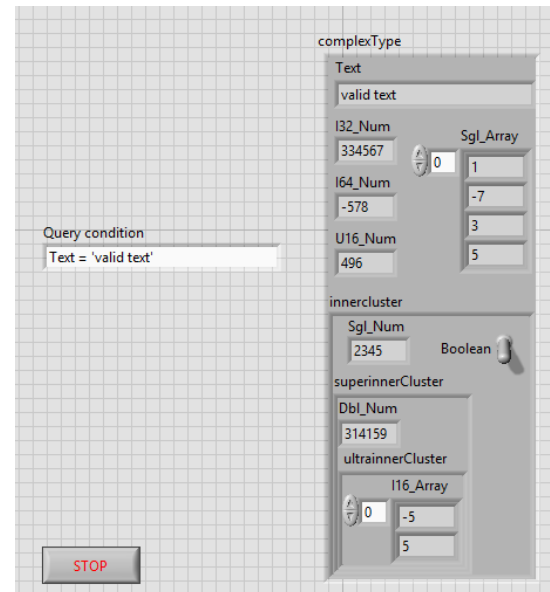 complexType
Text
valid text
I32_Num
334567
Sgl_Array
0
1
-7
3
5
I64_Num
-578
U16_Num
496
Query condition
Text = 'valid text'
innercluster
Sgl_Num
2345
Boolean
superinnerCluster
Dbl_Num
314159
ultrainnerCluster
I16_Array
0
-5
5
STOP